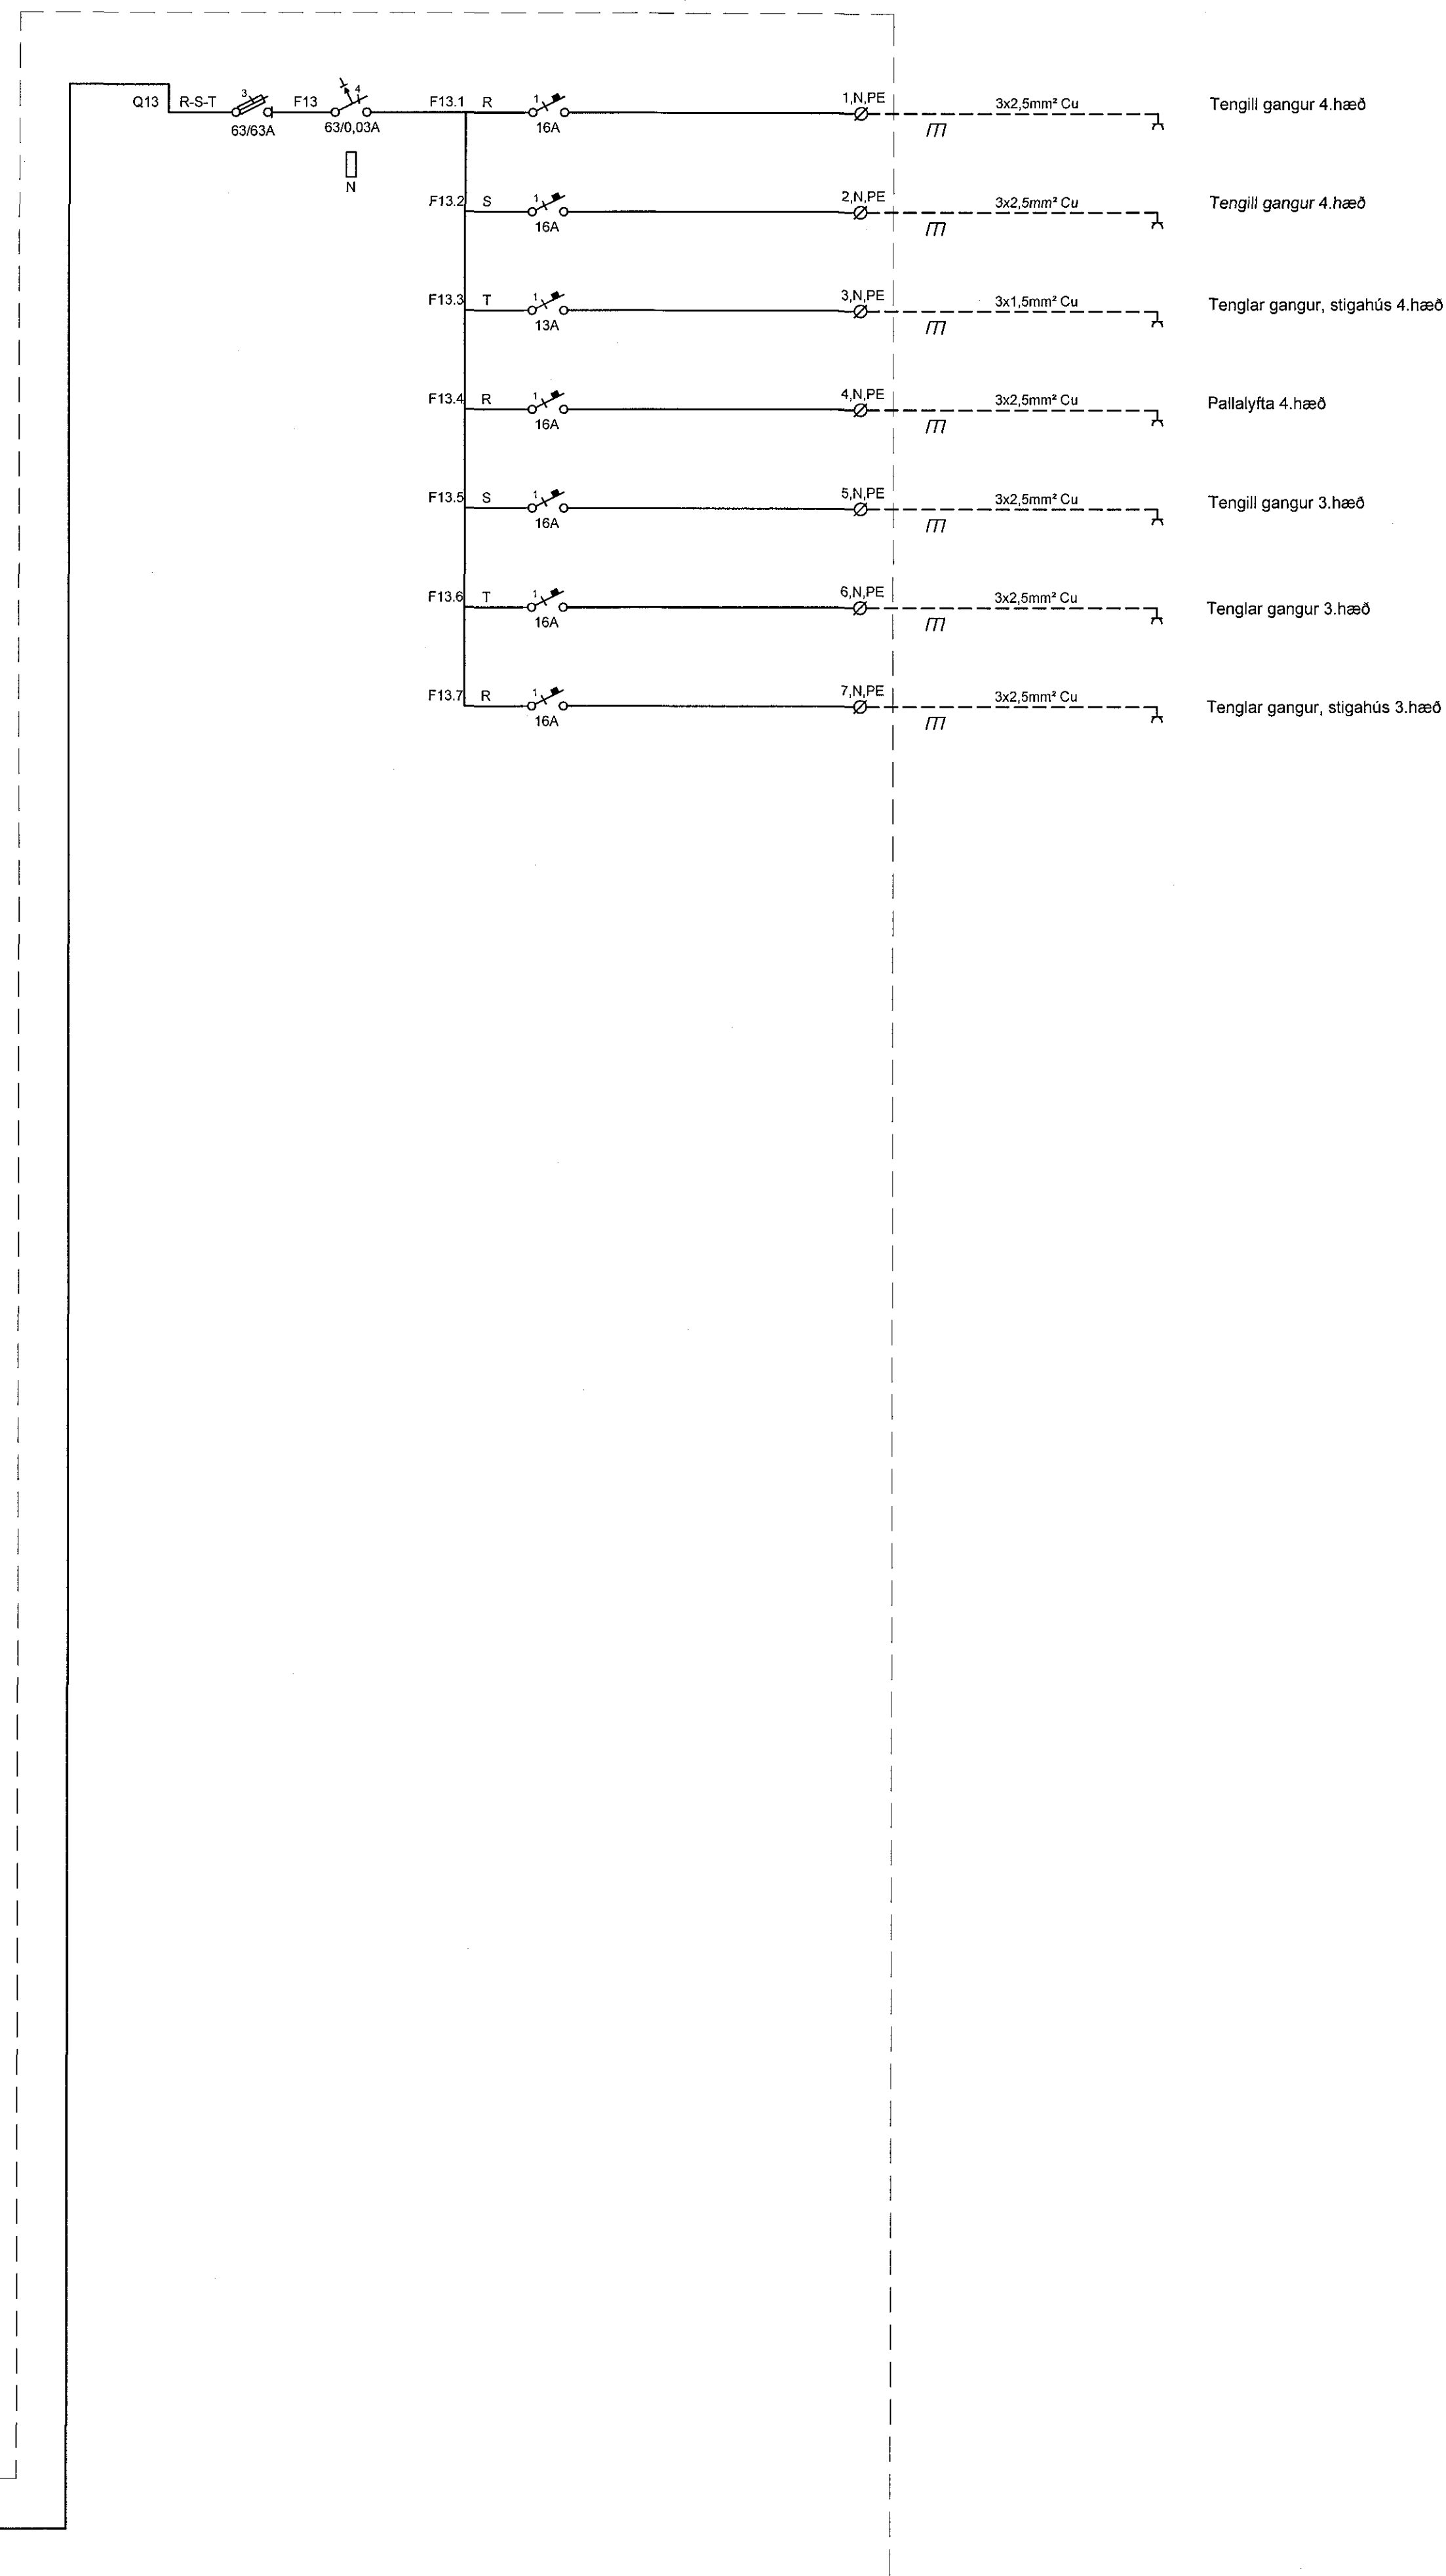 Q13 R-S-T 3 F13 4 F13.1 R 1 1,N,PE 3x2,5mm² Cu Tengill gangur 4.hæð
63/63A 63/0,03A 16A
N
F13.2 S 1 2,N,PE 3x2,5mm² Cu Tengill gangur 4.hæð
16A
F13.3 T 1 3,N,PE 3x1,5mm² Cu Tenglar gangur, stigahús 4.hæð
13A
F13.4 R 1 4,N,PE 3x2,5mm² Cu Pallalyfta 4.hæð
16A
F13.5 S 1 5,N,PE 3x2,5mm² Cu Tengill gangur 3.hæð
16A
F13.6 T 1 6,N,PE 3x2,5mm² Cu Tenglar gangur 3.hæð
16A
F13.7 R 1 7,N,PE 3x2,5mm² Cu Tenglar gangur, stigahús 3.hæð
16A